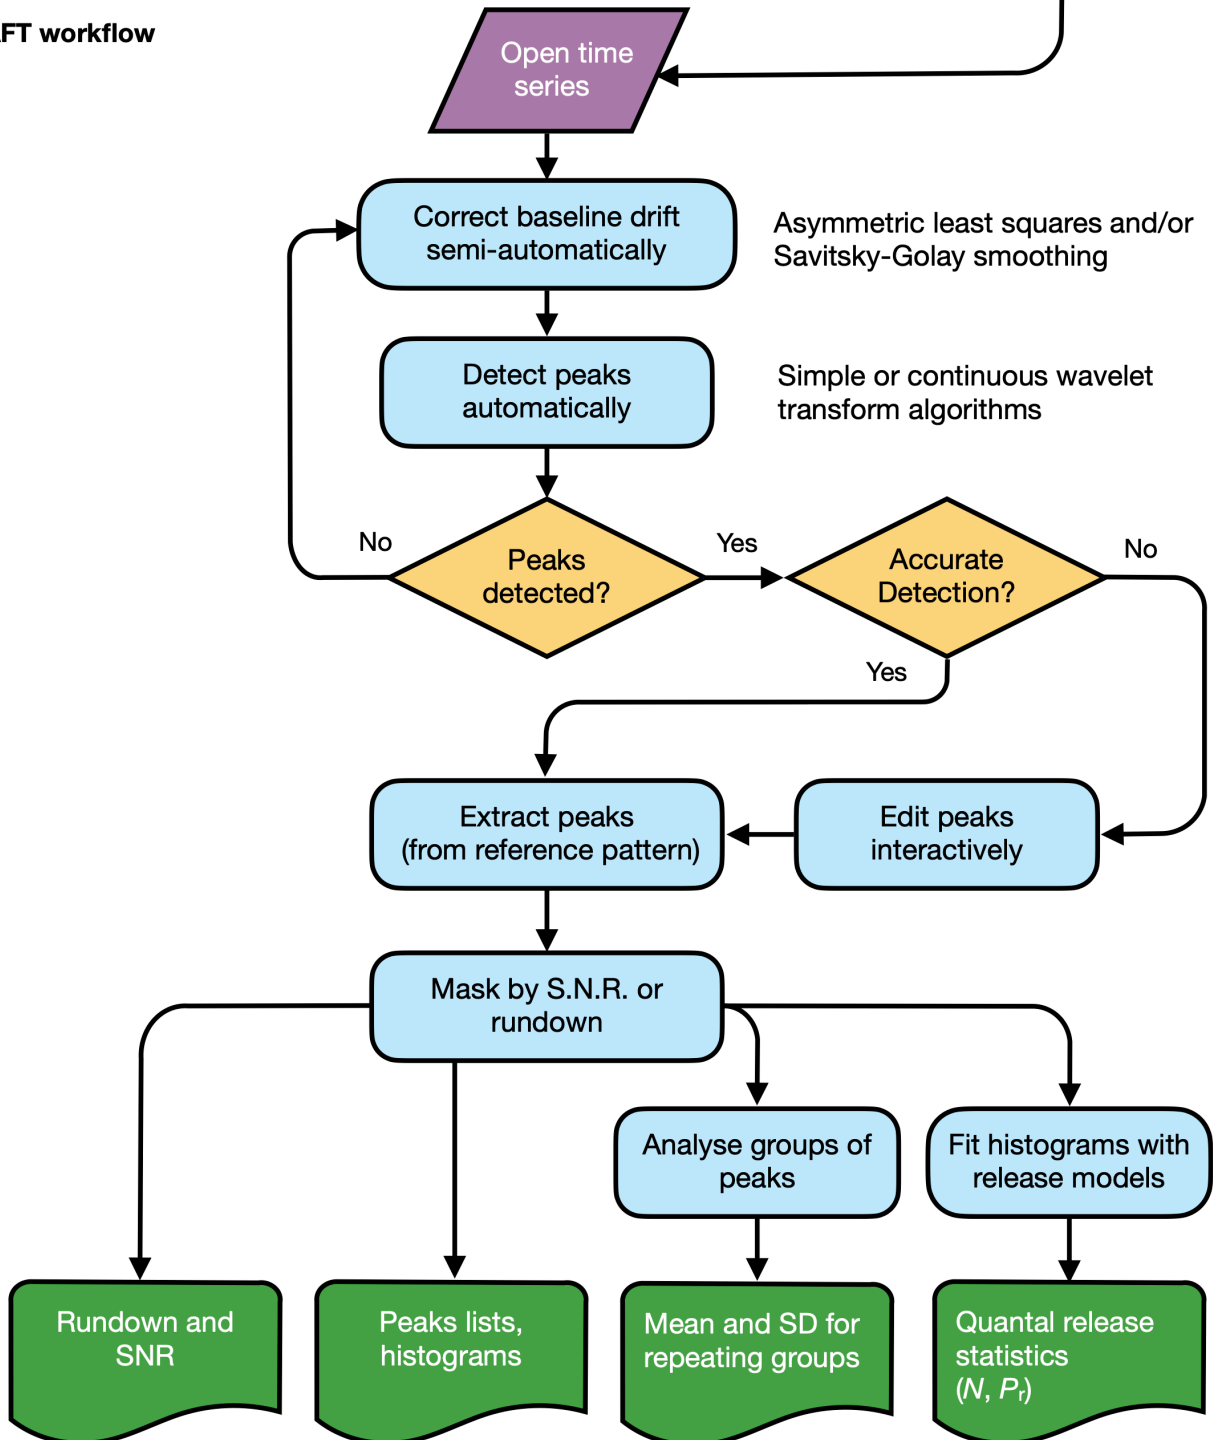 FT workflow
Open time
series
Correct baseline drift
semi-automatically
Asymmetric least squares and/or
Savitsky-Golay smoothing
Detect peaks
automatically
Simple or continuous wavelet
transform algorithms
No
Peaks
detected?
Yes
Accurate
Detection?
No
Yes
Extract peaks
(from reference pattern)
Edit peaks
interactively
Mask by S.N.R. or
rundown
Analyse groups of
peaks
Fit histograms with
release models
Rundown and
SNR
Peaks lists,
histograms
Mean and SD for
repeating groups
Quantal release
statistics
(N, Pr)